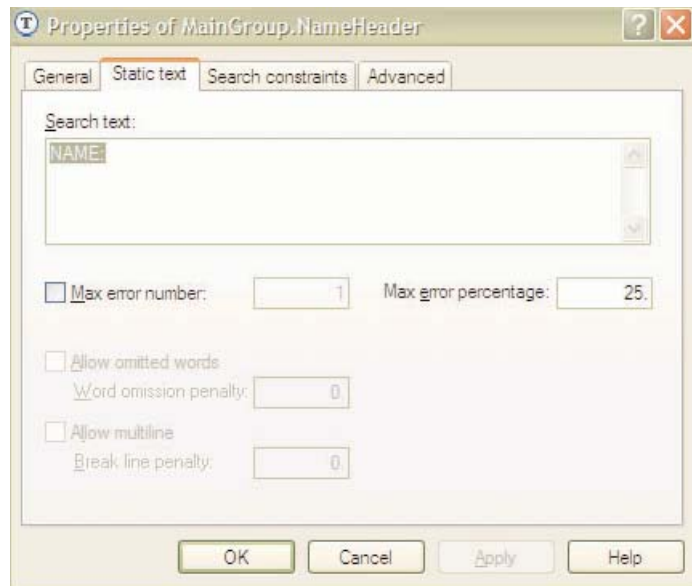 T Properties of MainGroup.NameHeader ? X
General Static text Search constraints Advanced
Search text:
NAME:
Max error number: 1 Max error percentage: 25.
Allow omitted words
Word omission penalty: 0.
Allow multiline
Break line penalty: 0.
OK Cancel Apply Help